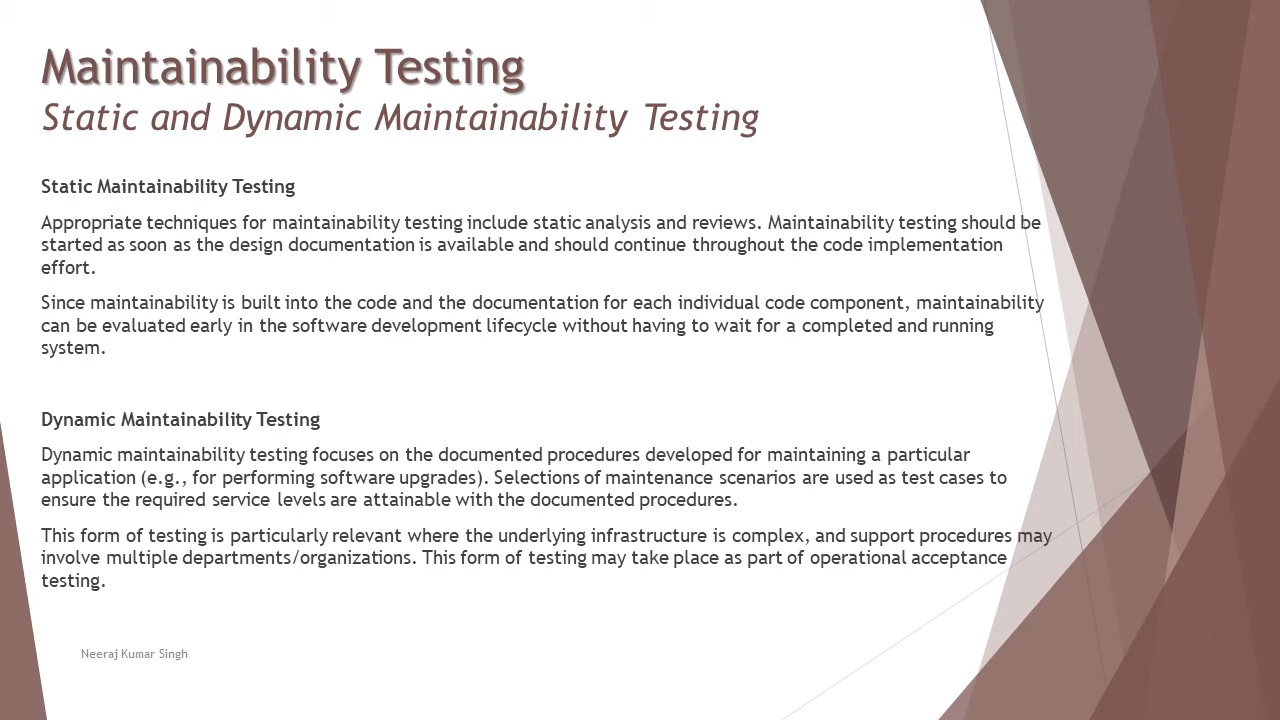 Maintainability Testing
Static and Dynamic Maintainability Testing
Static Maintainability Testing
Appropriate techniques for maintainability testing include static analysis and reviews. Maintainability testing should be
started as soon as the design documentation is available and should continue throughout the code implementation
effort.
Since maintainability is built into the code and the documentation for each individual code component, maintainability
can be evaluated early in the software development lifecycle without having to wait for a completed and running
system.
Dynamic Maintainability Testing
Dynamic maintainability testing focuses on the documented procedures developed for maintaining a particular
application (e.g., for performing software upgrades). Selections of maintenance scenarios are used as test cases to
ensure the required service levels are attainable with the documented procedures.
This form of testing is particularly relevant where the underlying infrastructure is complex, and support procedures may
involve multiple departments/organizations. This form of testing may take place as part of operational acceptance
testing.
Neeraj Kumar Singh